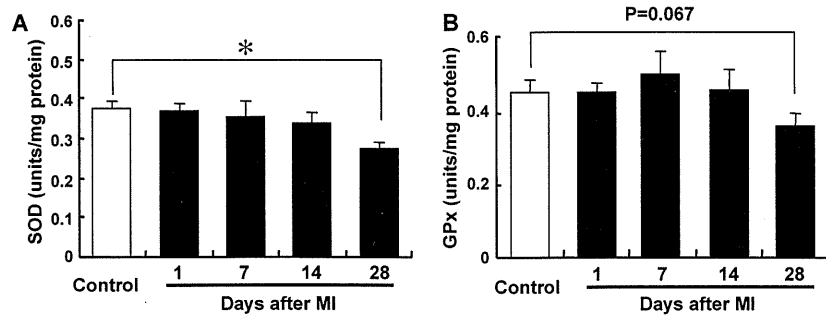 A
SOD (units/mg protein)
0.6
0.5
0.4
0.3
0.2
0.1
0
*
Control
1 7 14 28
Days after MI
B
P=0.067
GPx (units/mg protein)
0.6
0.4
0.2
0
Control
1 7 14 28
Days after MI